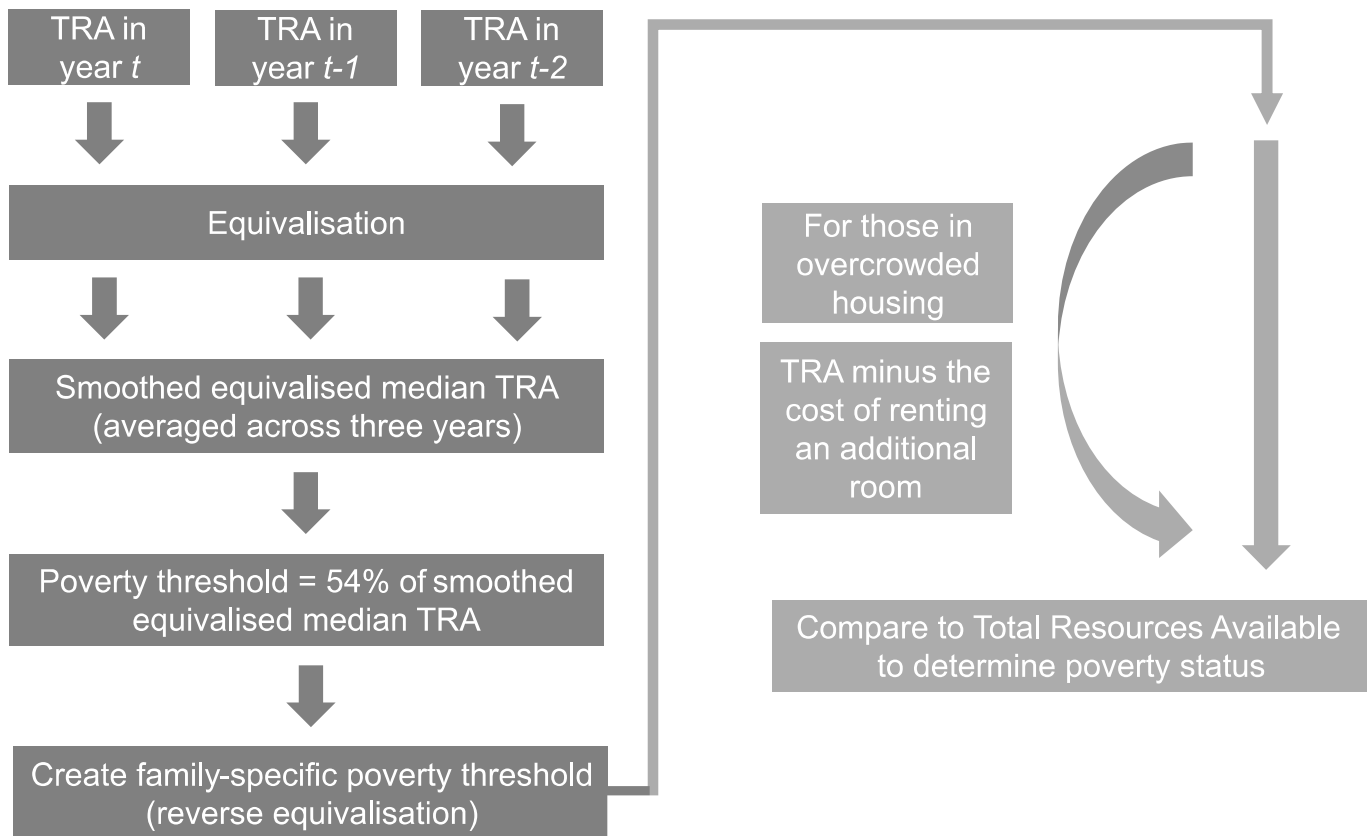 TRA in
year t
TRA in
year t-1
TRA in
year t-2
Equivalisation
Smoothed equivalised median TRA
(averaged across three years)
Poverty threshold = 54% of smoothed
equivalised median TRA
Create family-specific poverty threshold
(reverse equivalisation)
For those in
overcrowded
housing
TRA minus the
cost of renting
an additional
room
Compare to Total Resources Available
to determine poverty status